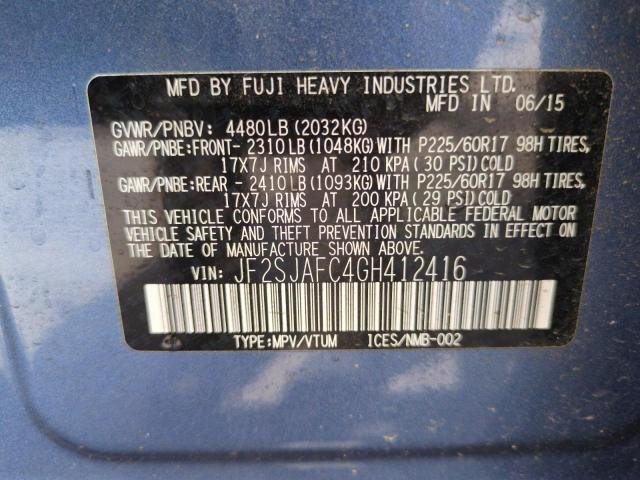 MFD BY FUJI HEAVY INDUSTRIES LTD.
MFD IN 06/15
GVWR/PNBV: 4480LB (2032KG)
GAWR/PNBE:FRONT- 2310LB (1048KG)WITH P225/60R17 98H TIRES,
17X7J RIMS AT 210 KPA ( 30 PSI) COLD
GAWR/PNBE:REAR - 2410LB (1093KG)WITH P225/60R17 98H TIRES,
17X7J RIMS AT 200 KPA ( 29 PSI) COLD
THIS VEHICLE CONFORMS TO ALL APPLICABLE FEDERAL MOTOR
VEHICLE SAFETY AND THEFT PREVENTION STANDARDS IN EFFECT ON
THE DATE OF MANUFACTURE SHOWN ABOVE.
VIN: JF2SJAFC4GH412416
TYPE:MPV/VTUM ICES/NMB-002